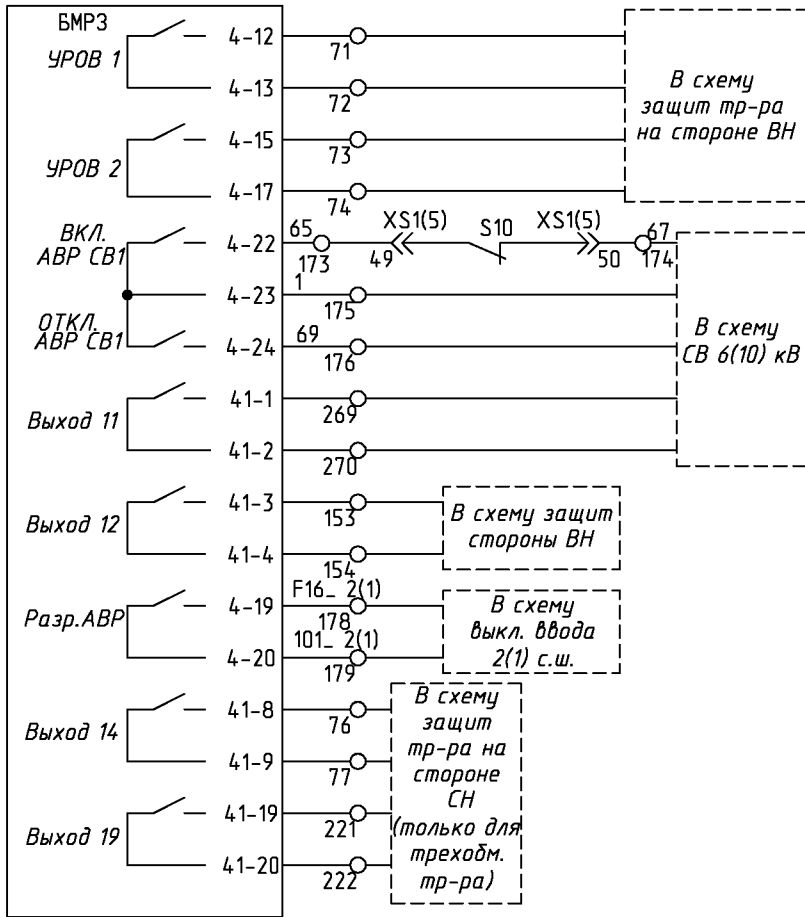 БМРЗ
УРОВ 1
4-12
71
4-13
72
В схему
защит тр-ра
на стороне ВН
УРОВ 2
4-15
73
4-17
74
ВКЛ.
АВР СВ1
4-22
65
173
XS1(5)
49
S10
XS1(5)
50
67
174
4-23
1
175
ОТКЛ.
АВР СВ1
4-24
69
176
В схему
СВ 6(10) кВ
Выход 11
41-1
269
41-2
270
Выход 12
41-3
153
41-4
154
В схему защит
стороны ВН
Разр.АВР
4-19
F16_ 2(1)
178
4-20
101_ 2(1)
179
В схему
выкл. ввода
2(1) с.ш.
Выход 14
41-8
76
41-9
77
Выход 19
41-19
221
41-20
222
В схему
защит
тр-ра на
стороне
СН
(только для
трехобм.
тр-ра)